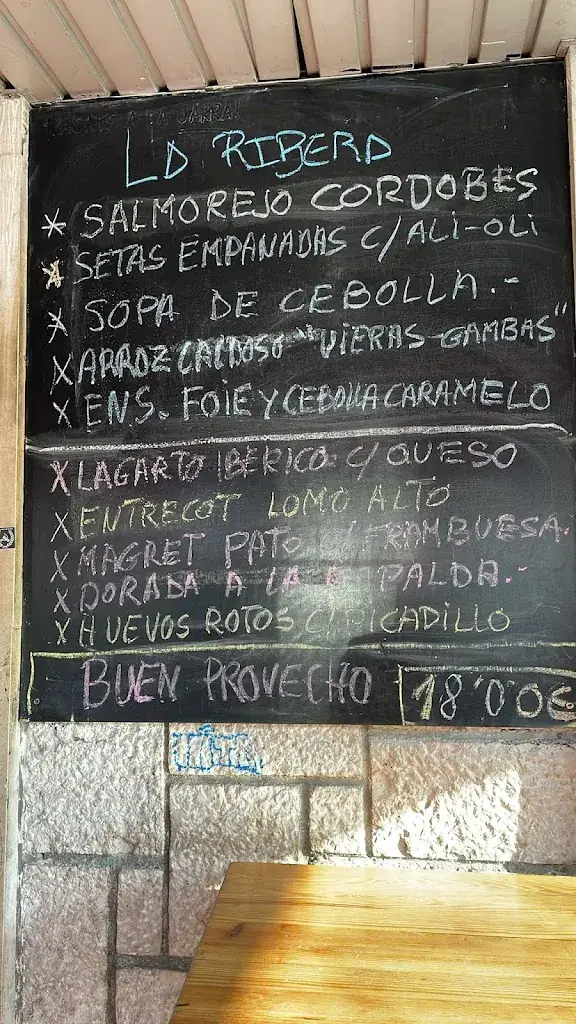 LA RIBERA
* SALMOREJO CORDOBES
* SETAS EMPANADAS C/ALI-OLI
* SOPA DE CEBOLLA.-
X ARROZ CALDOSO "VIERAS-GAMBAS"
X ENS. FOIE Y CEBOLLA CARAMELO
X LAGARTO IBERICO C/ QUESO
X ENTRECOT LOMO ALTO
X MAGRET PATO FRAMBUESA.
X DORADA A LA PALDA.-
X HUEVOS ROTOS C/PICADILLO
BUEN PROVECHO 18'00€